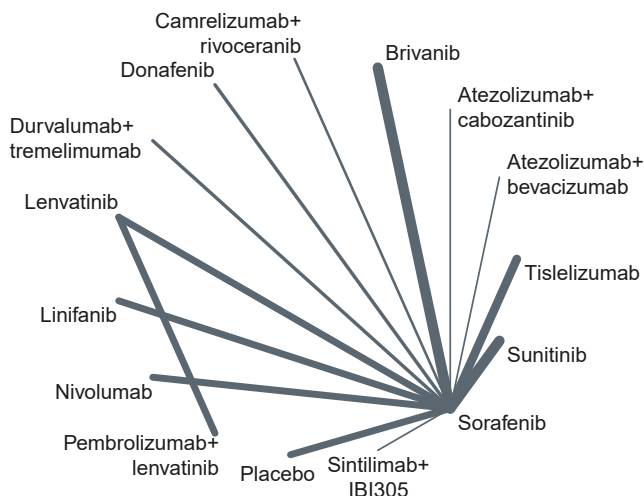 Camrelizumab+
rivoceranib
Brivanib
Donafenib
Atezolizumab+
cabozantinib
Durvalumab+
tremelimumab
Atezolizumab+
bevacizumab
Lenvatinib
Tislelizumab
Linifanib
Sunitinib
Nivolumab
Sorafenib
Pembrolizumab+
lenvatinib
Placebo
Sintilimab+
IBI305